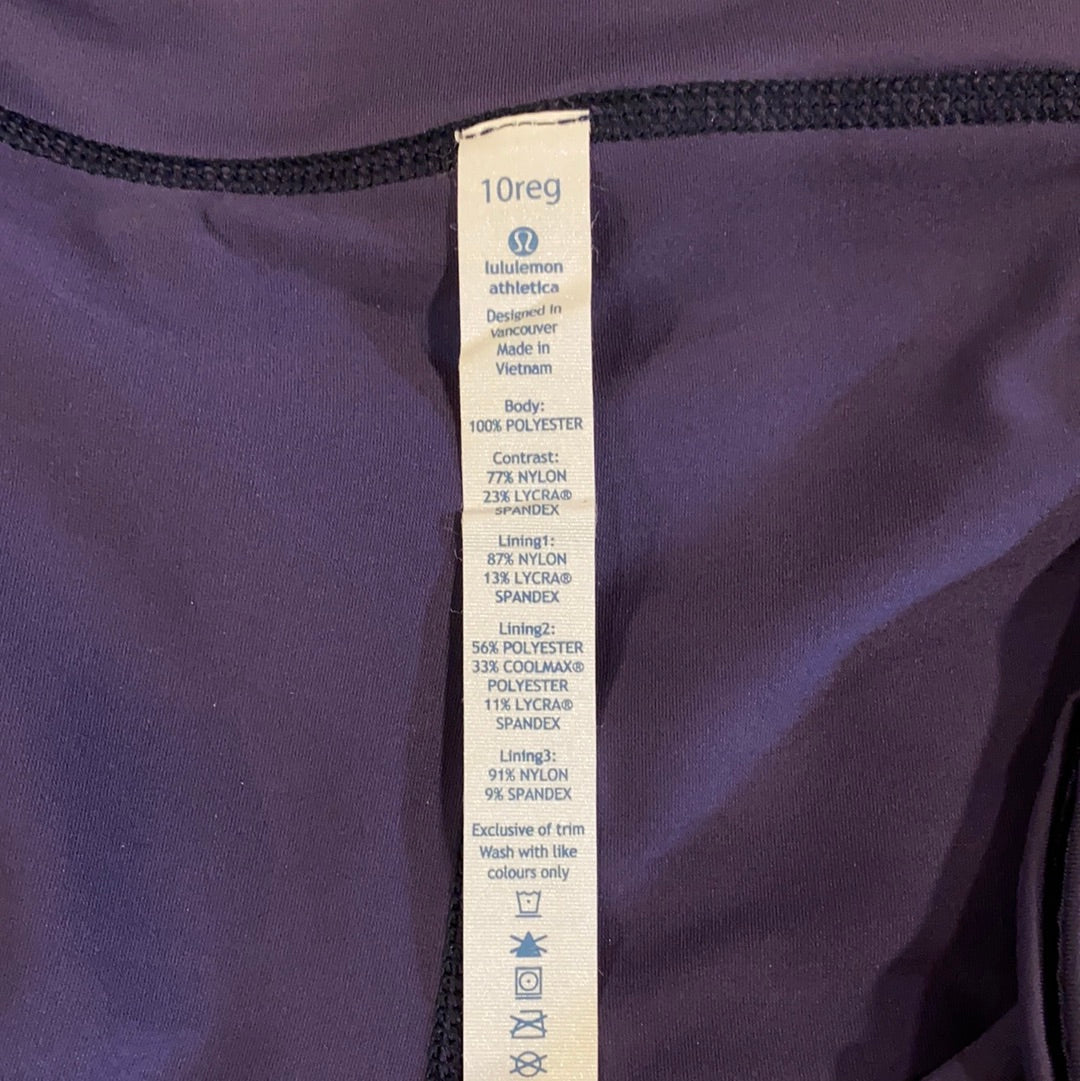 10reg
lululemon
athletica
Designed in
Vancouver
Made in
Vietnam
Body:
100% POLYESTER
Contrast:
77% NYLON
23% LYCRA®
SPANDEX
Lining1:
87% NYLON
13% LYCRA®
SPANDEX
Lining2:
56% POLYESTER
33% COOLMAX®
POLYESTER
11% LYCRA®
SPANDEX
Lining3:
91% NYLON
9% SPANDEX
Exclusive of trim
Wash with like
colours only